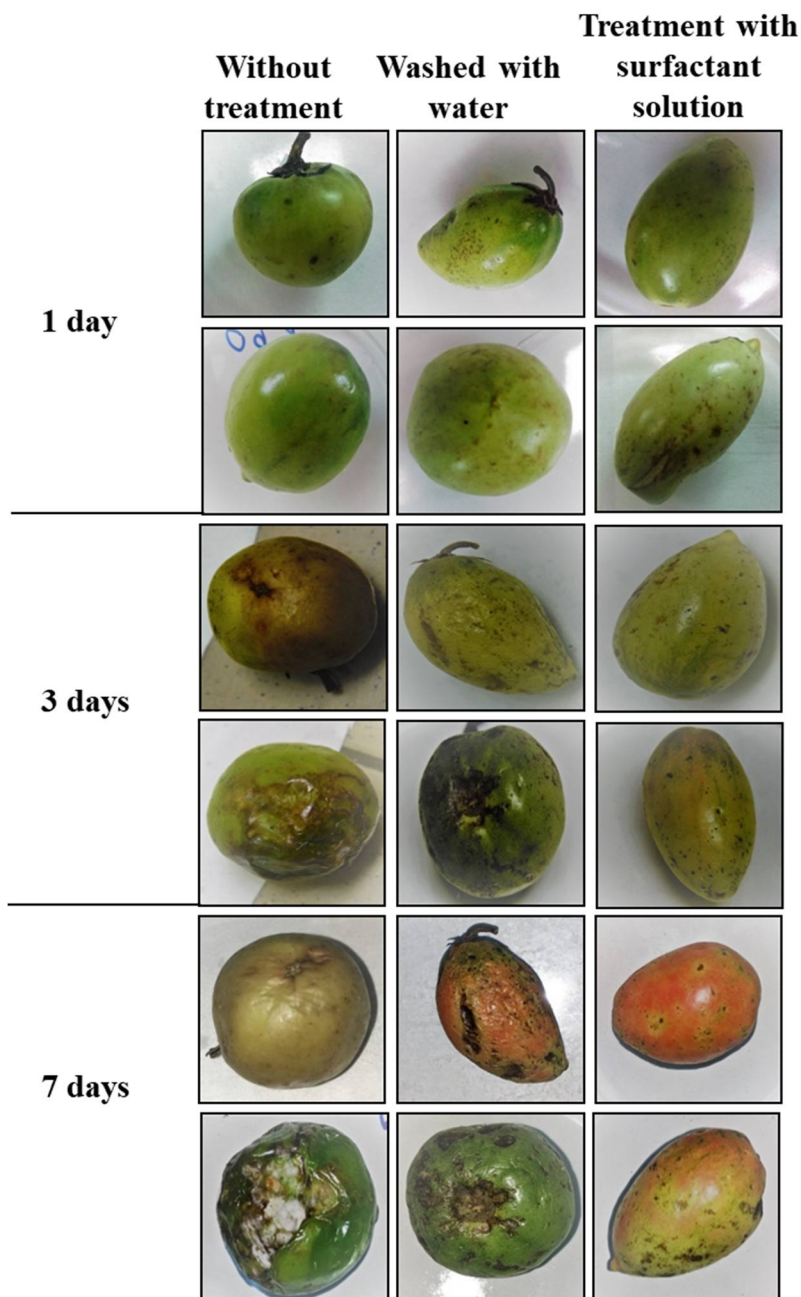 Without
treatment
Washed with
water
Treatment with
surfactant
solution
1 day
3 days
7 days